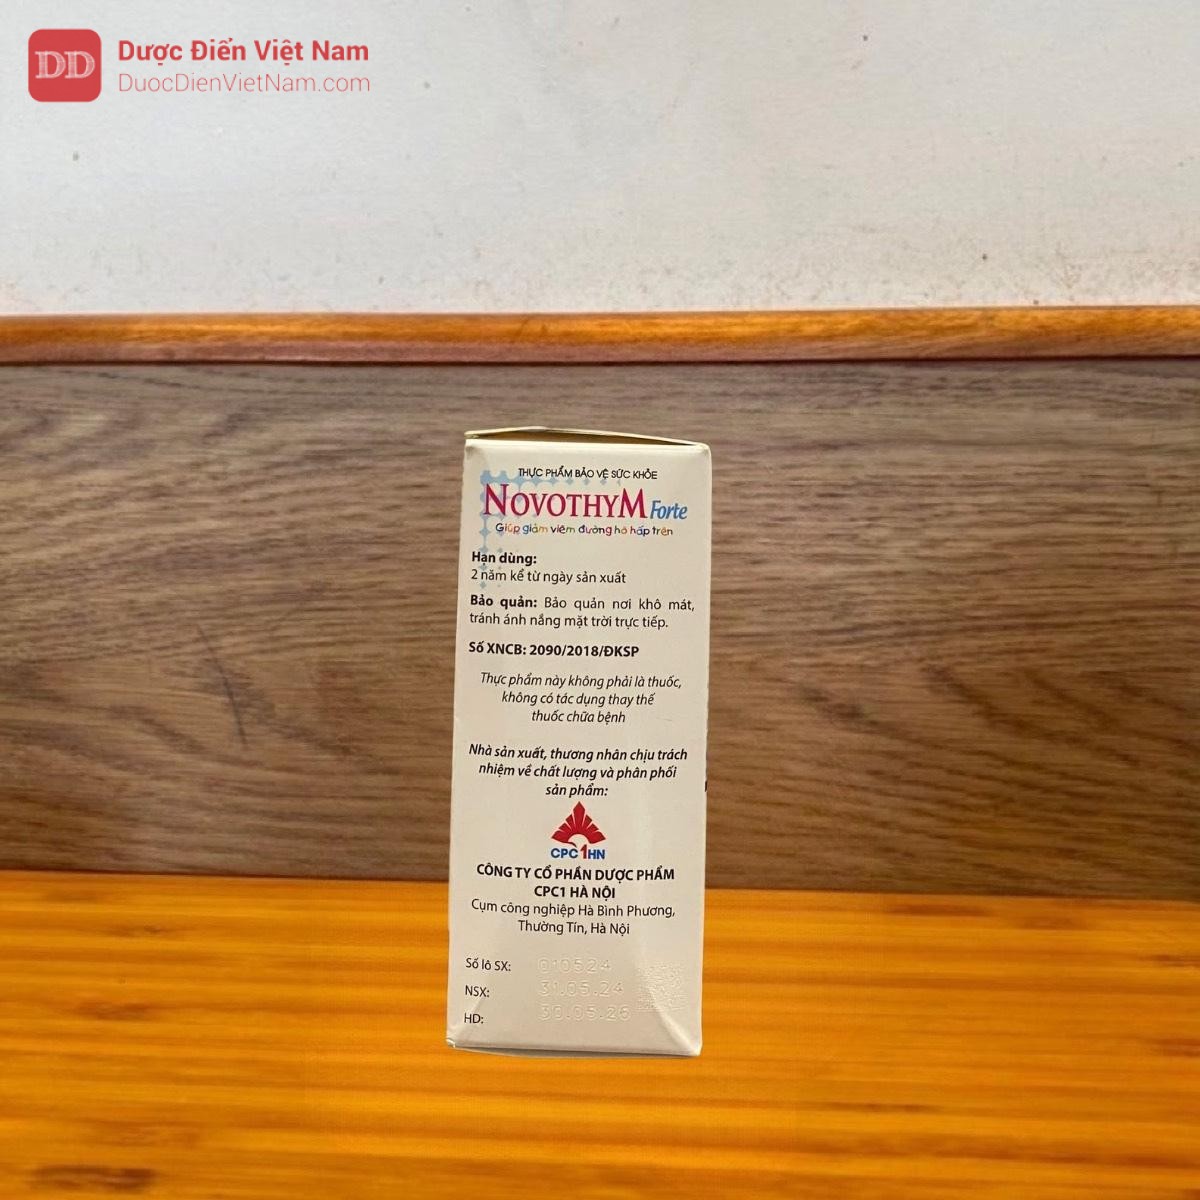 DD
Dược Điển Việt Nam
DuocDienVietNam.com
THỰC PHẨM BẢO VỆ SỨC KHỎE
NOVOTHYM Forte
Giúp giảm viêm đường hô hấp trên
Hạn dùng:
2 năm kể từ ngày sản xuất
Bảo quản: Bảo quản nơi khô mát,
tránh ánh nắng mặt trời trực tiếp.
Số XNCB: 2090/2018/ĐKSP
Thực phẩm này không phải là thuốc,
không có tác dụng thay thế
thuốc chữa bệnh
Nhà sản xuất, thương nhân chịu trách
nhiệm về chất lượng và phân phối
sản phẩm:
CPC1HN
CÔNG TY CỔ PHẦN DƯỢC PHẨM
CPC1 HÀ NỘI
Cụm công nghiệp Hà Bình Phương,
Thường Tín, Hà Nội
Số lô SX: 010524
NSX: 31.05.24
HD: 30.05.26